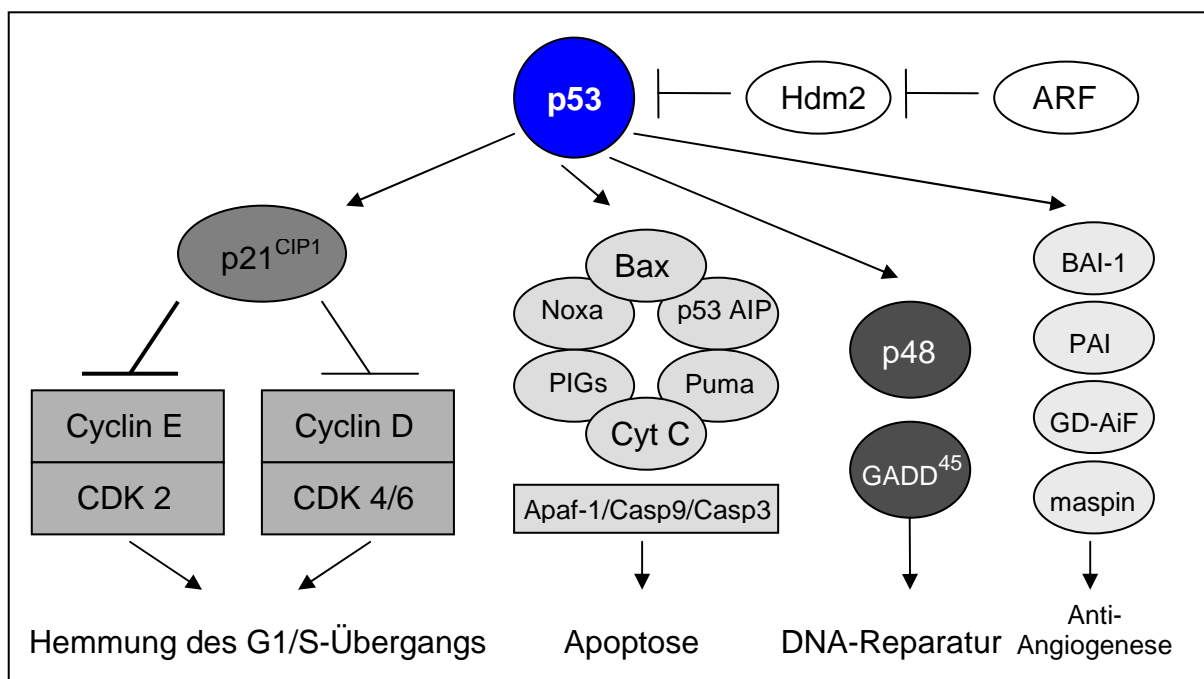 p53
Hdm2
ARF
p21CIP1
Bax
Noxa
p53 AIP
PIGs
Puma
Cyt C
Apaf-1/Casp9/Casp3
Cyclin E
CDK 2
Cyclin D
CDK 4/6
p48
GADD45
BAI-1
PAI
GD-AiF
maspin
Hemmung des G1/S-Übergangs
Apoptose
DNA-Reparatur
Anti-
Angiogenese